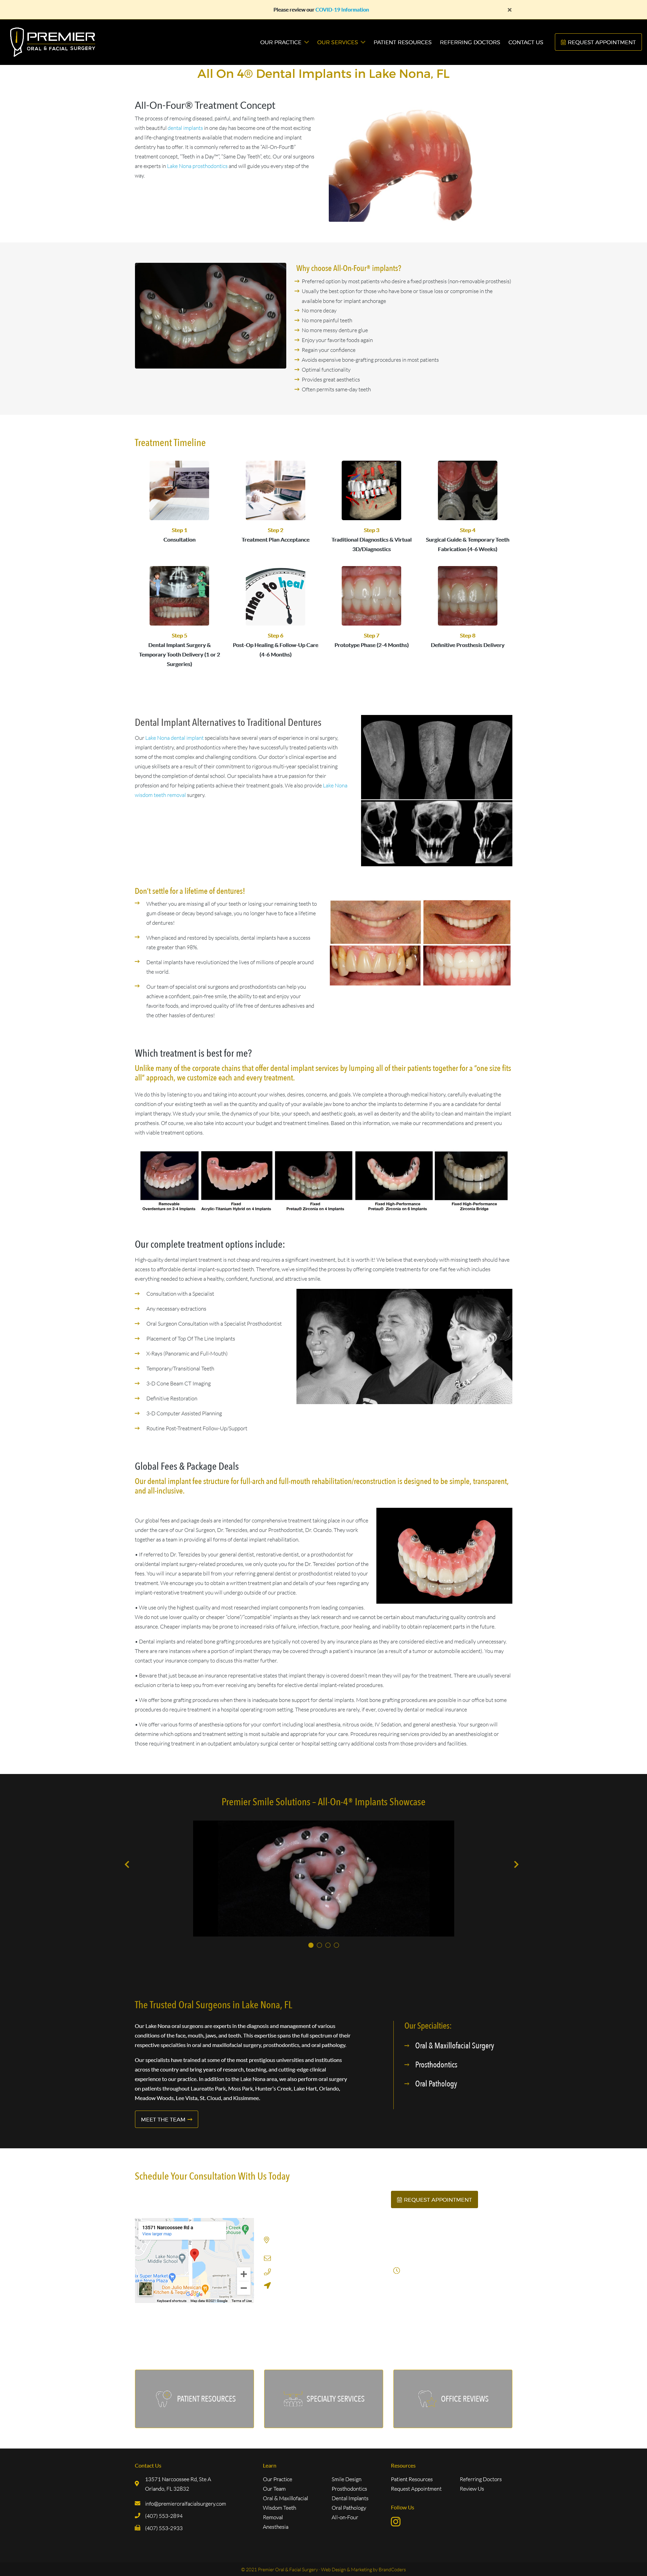 Please review our COVID-19 Information
×
PREMIER
ORAL & FACIAL SURGERY
OUR PRACTICE
OUR SERVICES
PATIENT RESOURCES
REFERRING DOCTORS
CONTACT US
REQUEST APPOINTMENT
All On 4® Dental Implants in Lake Nona, FL
All-On-Four® Treatment Concept
The process of removing diseased, painful, and failing teeth and replacing them
with beautiful dental implants in one day has become one of the most exciting
and life-changing treatments available that modern medicine and implant
dentistry has to offer. It is commonly referred to as the "All-On-Four®"
treatment concept, "Teeth in a Day™", "Same Day Teeth", etc. Our oral surgeons
are experts in Lake Nona prosthodontics and will guide you every step of the
way.
Why choose All-On-Four® implants?
Preferred option by most patients who desire a fixed prosthesis (non-removable prosthesis)
Usually the best option for those who have bone or tissue loss or compromise in the
available bone for implant anchorage
No more decay
No more painful teeth
No more messy denture glue
Enjoy your favorite foods again
Regain your confidence
Avoids expensive bone-grafting procedures in most patients
Optimal functionality
Provides great aesthetics
Often permits same-day teeth
Treatment Timeline
Step 1
Consultation
Step 2
Treatment Plan Acceptance
Step 3
Traditional Diagnostics & Virtual
3D/Diagnostics
Step 4
Surgical Guide & Temporary Teeth
Fabrication (4-6 Weeks)
Step 5
Dental Implant Surgery &
Temporary Tooth Delivery (1 or 2
Surgeries)
Step 6
Post-Op Healing & Follow-Up Care
(4-6 Months)
Step 7
Prototype Phase (2-4 Months)
Step 8
Definitive Prosthesis Delivery
Dental Implant Alternatives to Traditional Dentures
Our Lake Nona dental implant specialists have several years of experience in oral surgery,
implant dentistry, and prosthodontics where they have successfully treated patients with
some of the most complex and challenging conditions. Our doctor's clinical expertise and
unique skillsets are a result of their commitment to rigorous multi-year specialist training
beyond the completion of dental school. Our specialists have a true passion for their
profession and for helping patients achieve their treatment goals. We also provide Lake Nona
wisdom teeth removal surgery.
Don't settle for a lifetime of dentures!
Whether you are missing all of your teeth or losing your remaining teeth to
gum disease or decay beyond salvage, you no longer have to face a lifetime
of dentures!
When placed and restored by specialists, dental implants have a success
rate greater than 98%.
Dental implants have revolutionized the lives of millions of people around
the world.
Our team of specialist oral surgeons and prosthodontists can help you
achieve a confident, pain-free smile, the ability to eat and enjoy your
favorite foods, and improved quality of life free of dentures adhesives and
the other hassles of dentures!
Which treatment is best for me?
Unlike many of the corporate chains that offer dental implant services by lumping all of their patients together for a "one size fits
all" approach, we customize each and every treatment.
We do this by listening to you and taking into account your wishes, desires, concerns, and goals. We complete a thorough medical history, carefully evaluating the
condition of your existing teeth as well as the quantity and quality of your available jaw bone to anchor the implants to determine if you are a candidate for dental
implant therapy. We study your smile, the dynamics of your bite, your speech, and aesthetic goals, as well as dexterity and the ability to clean and maintain the implant
prosthesis. Of course, we also take into account your budget and treatment timelines. Based on this information, we make our recommendations and present you
with viable treatment options.
Removable
Overdenture on 2-4 Implants
Fixed
Acrylic-Titanium Hybrid on 4 Implants
Fixed
Prettau® Zirconia on 4 Implants
Fixed High-Performance
Prettau® Zirconia on 6 Implants
Fixed High-Performance
Zirconia Bridge
Our complete treatment options include:
High-quality dental implant treatment is not cheap and requires a significant investment, but it is worth it! We believe that everybody with missing teeth should have
access to affordable dental implant-supported teeth. Therefore, we've simplified the process by offering complete treatments for one flat fee which includes
everything needed to achieve a healthy, confident, functional, and attractive smile.
Consultation with a Specialist
Any necessary extractions
Oral Surgeon Consultation with a Specialist Prosthodontist
Placement of Top Of The Line Implants
X-Rays (Panoramic and Full-Mouth)
Temporary/Transitional Teeth
3-D Cone Beam CT Imaging
Definitive Restoration
3-D Computer Assisted Planning
Routine Post-Treatment Follow-Up/Support
Global Fees & Package Deals
Our dental implant fee structure for full-arch and full-mouth rehabilitation/reconstruction is designed to be simple, transparent,
and all-inclusive.
Our global fees and package deals are intended for comprehensive treatment taking place in our office
under the care of our Oral Surgeon, Dr. Terezides, and Prosthodontist, Dr. Ocando. They work
together as a team in providing all forms of dental implant rehabilitation.
• If referred to Dr. Terezides by your general dentist, restorative dentist, or a prosthodontist for
oral/dental implant surgery-related procedures, we only quote you for the Dr. Terezides' portion of the
fees. You will incur a separate bill from your referring general dentist or prosthodontist related to your
treatment. We encourage you to obtain a written treatment plan and details of your fees regarding any
implant-restorative treatment you will undergo outside of our practice.
• We use only the highest quality and most researched implant components from leading companies.
We do not use lower quality or cheaper "clone"/"compatible" implants as they lack research and we cannot be certain about manufacturing quality controls and
assurance. Cheaper implants may be prone to increased risks of failure, infection, fracture, poor healing, and inability to obtain replacement parts in the future.
• Dental implants and related bone grafting procedures are typically not covered by any insurance plans as they are considered elective and medically unnecessary.
There are rare instances where a portion of implant therapy may be covered through a patient's insurance (as a result of a tumor or automobile accident). You may
contact your insurance company to discuss this matter further.
• Beware that just because an insurance representative states that implant therapy is covered doesn't mean they will pay for the treatment. There are usually several
exclusion criteria to keep you from ever receiving any benefits for elective dental implant-related procedures.
• We offer bone grafting procedures when there is inadequate bone support for dental implants. Most bone grafting procedures are possible in our office but some
procedures do require treatment in a hospital operating room setting. These procedures are rarely, if ever, covered by dental or medical insurance.
• We offer various forms of anesthesia options for your comfort including local anesthesia, nitrous oxide, IV Sedation, and general anesthesia. Your surgeon will
determine which options and treatment setting is most suitable and appropriate for your care. Procedures requiring services provided by an anesthesiologist or
those requiring treatment in an outpatient ambulatory surgical center or hospital setting carry additional costs from those providers and facilities.
Premier Smile Solutions – All-On-4® Implants Showcase
The Trusted Oral Surgeons in Lake Nona, FL
Our Lake Nona oral surgeons are experts in the diagnosis and management of various
conditions of the face, mouth, jaws, and teeth. This expertise spans the full spectrum of their
respective specialties in oral and maxillofacial surgery, prosthodontics, and oral pathology.
Our specialists have trained at some of the most prestigious universities and institutions
across the country and bring years of research, teaching, and cutting-edge clinical
experience to our practice. In addition to the Lake Nona area, we also perform oral surgery
on patients throughout Laureate Park, Moss Park, Hunter's Creek, Lake Hart, Orlando,
Meadow Woods, Lee Vista, St. Cloud, and Kissimmee.
MEET THE TEAM
Our Specialties:
Oral & Maxillofacial Surgery
Prosthodontics
Oral Pathology
Schedule Your Consultation With Us Today
REQUEST APPOINTMENT
13571 Narcoossee Rd a
View larger map
Lake Nona
Middle School
Don Julio Mexican
Kitchen & Tequila Bar
Google
Keyboard shortcuts
Map data ©2021 Google
Terms of Use
PATIENT RESOURCES
SPECIALTY SERVICES
OFFICE REVIEWS
Contact Us
13571 Narcoossee Rd, Ste A
Orlando, FL 32832
info@premieroralfacialsurgery.com
(407) 553-2894
(407) 553-2933
Learn
Our Practice
Our Team
Oral & Maxillofacial
Wisdom Teeth
Removal
Anesthesia
Smile Design
Prosthodontics
Dental Implants
Oral Pathology
All-on-Four
Resources
Patient Resources
Request Appointment
Referring Doctors
Review Us
Follow Us
© 2021 Premier Oral & Facial Surgery · Web Design & Marketing by BrandCoders